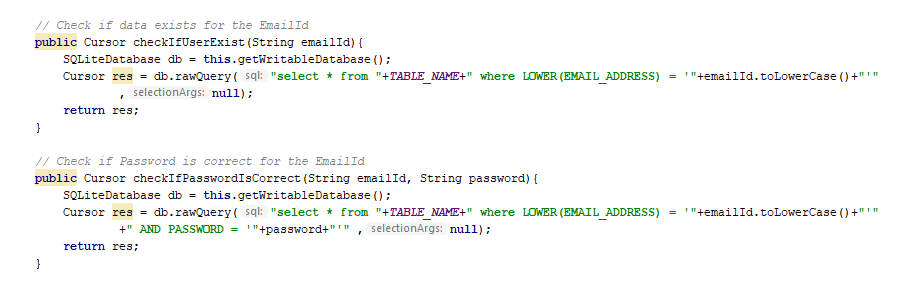 // Check if data exists for the EmailId
public Cursor checkIfUserExist(String emailId){
SQLiteDatabase db = this.getWritableDatabase();
Cursor res = db.rawQuery( sql: "select * from "+TABLE_NAME+" where LOWER(EMAIL_ADDRESS) = '"+emailId.toLowerCase()+"'"
, selectionArgs: null);
return res;
}
// Check if Password is correct for the EmailId
public Cursor checkIfPasswordIsCorrect(String emailId, String password){
SQLiteDatabase db = this.getWritableDatabase();
Cursor res = db.rawQuery( sql: "select * from "+TABLE_NAME+" where LOWER(EMAIL_ADDRESS) = '"+emailId.toLowerCase()+"'"
+" AND PASSWORD = '"+password+"'" , selectionArgs: null);
return res;
}